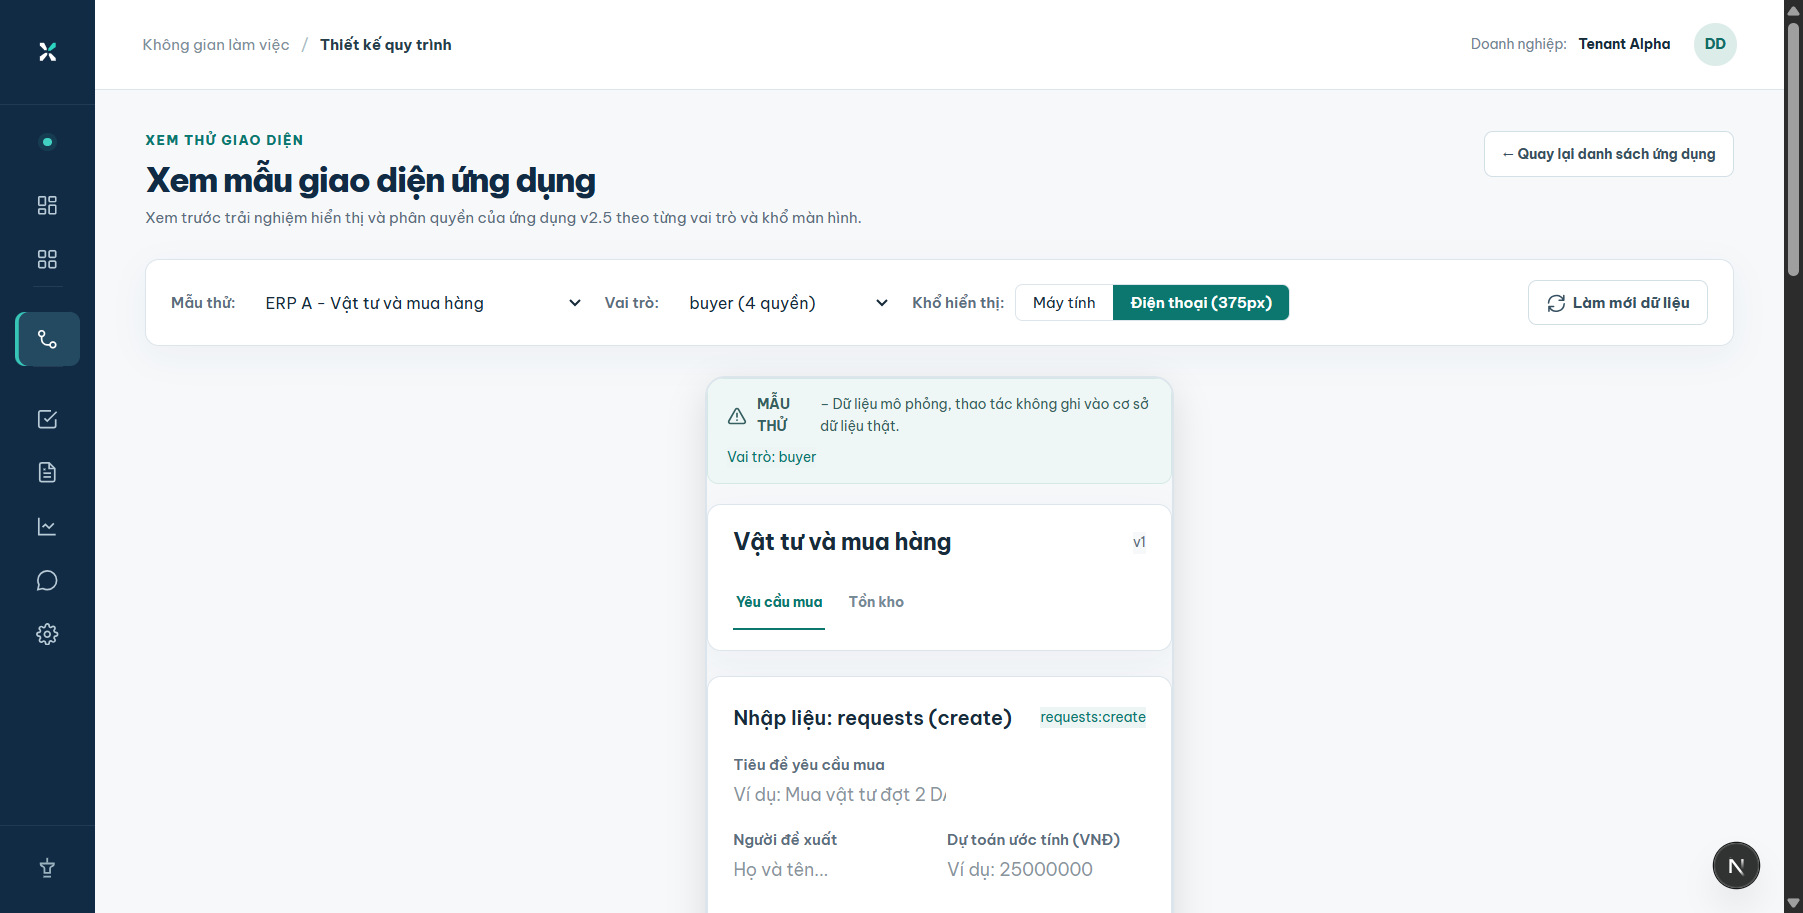 Không gian làm việc / Thiết kế quy trình
Doanh nghiệp: Tenant Alpha DD
XEM THỬ GIAO DIỆN
Xem mẫu giao diện ứng dụng
Xem trước trải nghiệm hiển thị và phân quyền của ứng dụng v2.5 theo từng vai trò và khổ màn hình.
← Quay lại danh sách ứng dụng
Mẫu thử: ERP A - Vật tư và mua hàng Vai trò: buyer (4 quyền) Khổ hiển thị: Máy tính Điện thoại (375px) Làm mới dữ liệu
MẪU THỬ
– Dữ liệu mô phỏng, thao tác không ghi vào cơ sở
dữ liệu thật.
Vai trò: buyer
Vật tư và mua hàng v1
Yêu cầu mua Tồn kho
Nhập liệu: requests (create) requests:create
Tiêu đề yêu cầu mua
Ví dụ: Mua vật tư đợt 2
Người đề xuất Dự toán ước tính (VNĐ)
Họ và tên... Ví dụ: 25000000
N